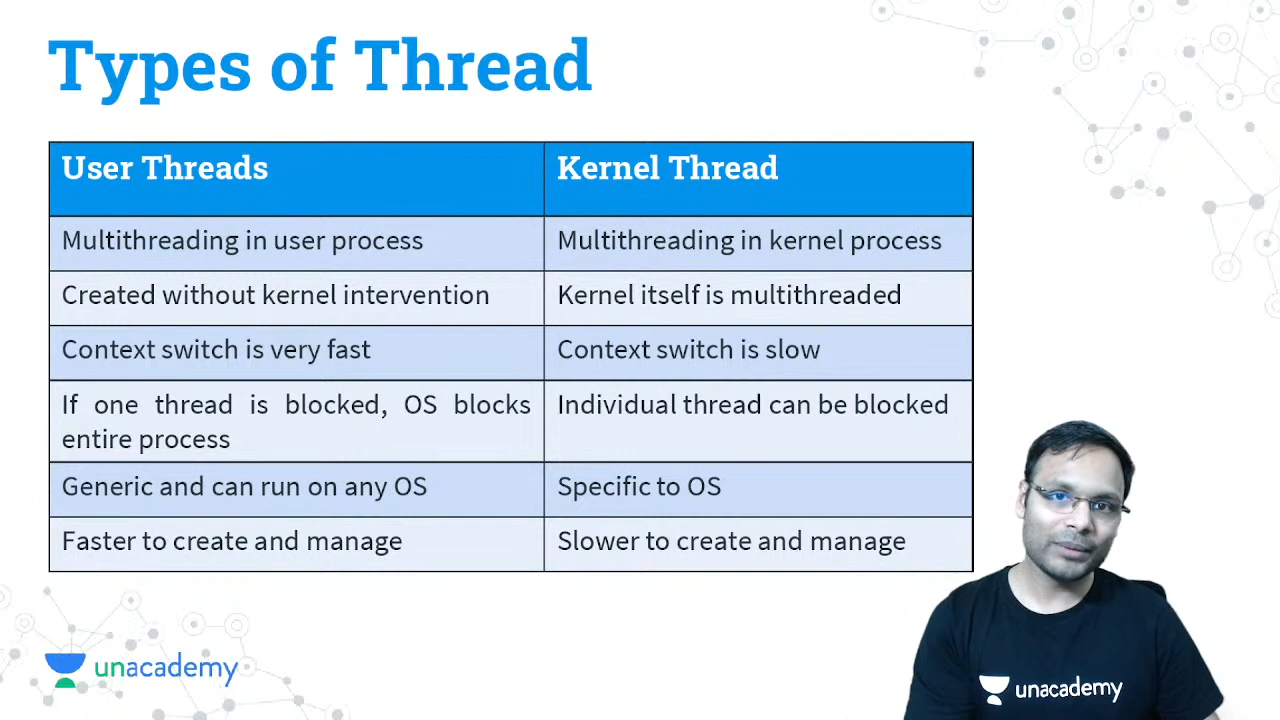 Types of Thread
User Threads
Kernel Thread
Multithreading in user process
Multithreading in kernel process
Created without kernel intervention
Kernel itself is multithreaded
Context switch is very fast
Context switch is slow
If one thread is blocked, OS blocks
entire process
Individual thread can be blocked
Generic and can run on any OS
Specific to OS
Faster to create and manage
Slower to create and manage
unacademy
unacademy